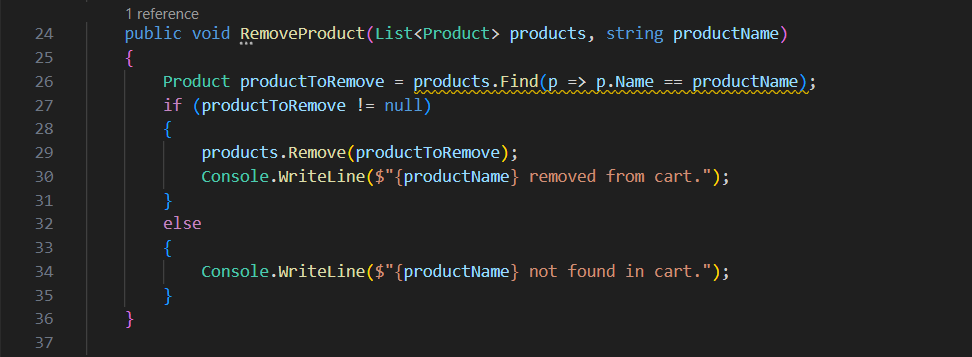 1 reference
24 public void RemoveProduct(List<Product> products, string productName)
25 {
26 Product productToRemove = products.Find(p => p.Name == productName);
27 if (productToRemove != null)
28 {
29 products.Remove(productToRemove);
30 Console.WriteLine($"{productName} removed from cart.");
31 }
32 else
33 {
34 Console.WriteLine($"{productName} not found in cart.");
35 }
36 }
37